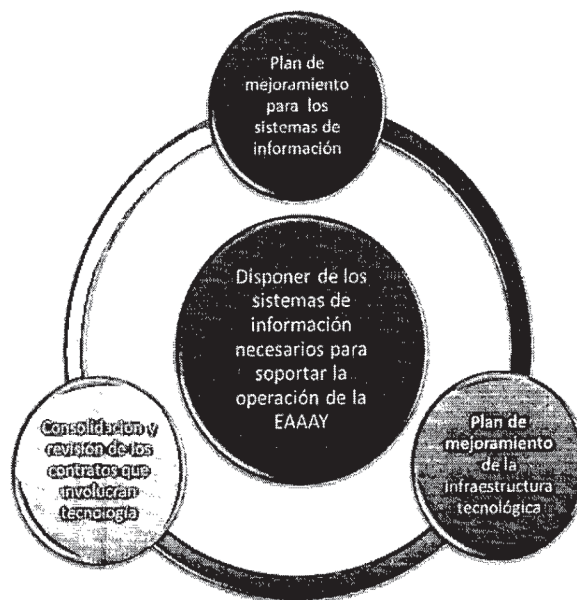 Plan de
mejoramiento
para los
sistemas de
información
Disponer de los
sistemas de
información
necesarios para
soportar la
operación de la
EAAAY
Consolidación y
revisión de los
contratos que
involucran
tecnología
Plan de
mejoramiento
de la
infraestructura
tecnológica